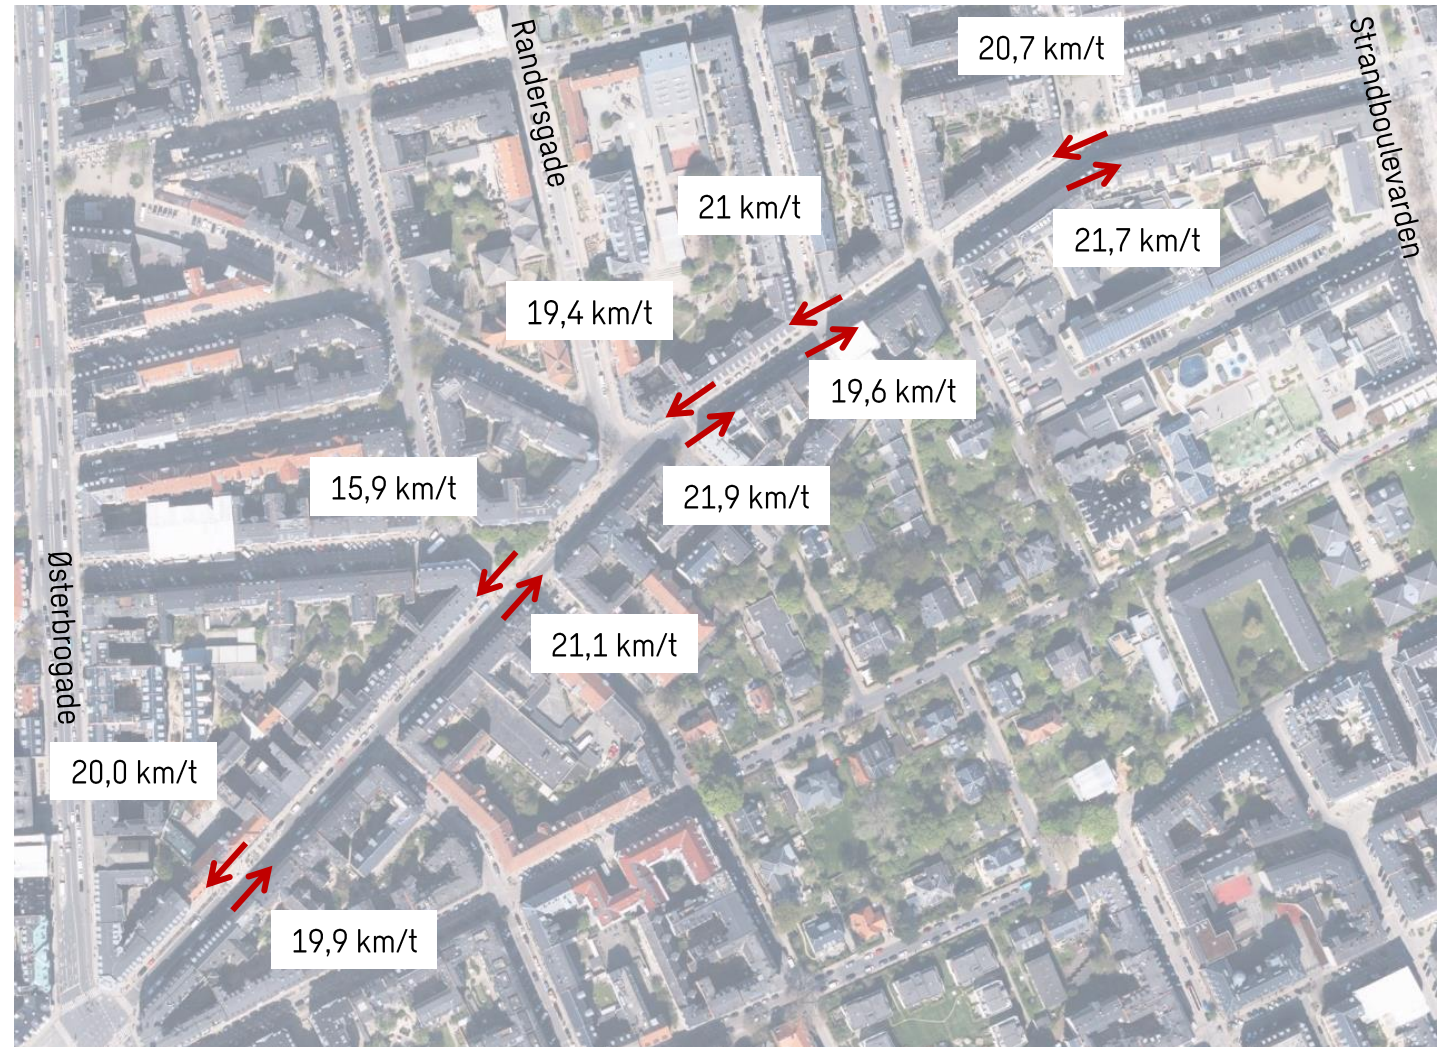 Randersgade
20,7 km/t
Strandboulevarden
21 km/t
21,7 km/t
19,4 km/t
19,6 km/t
15,9 km/t
21,9 km/t
Østerbrogade
21,1 km/t
20,0 km/t
19,9 km/t